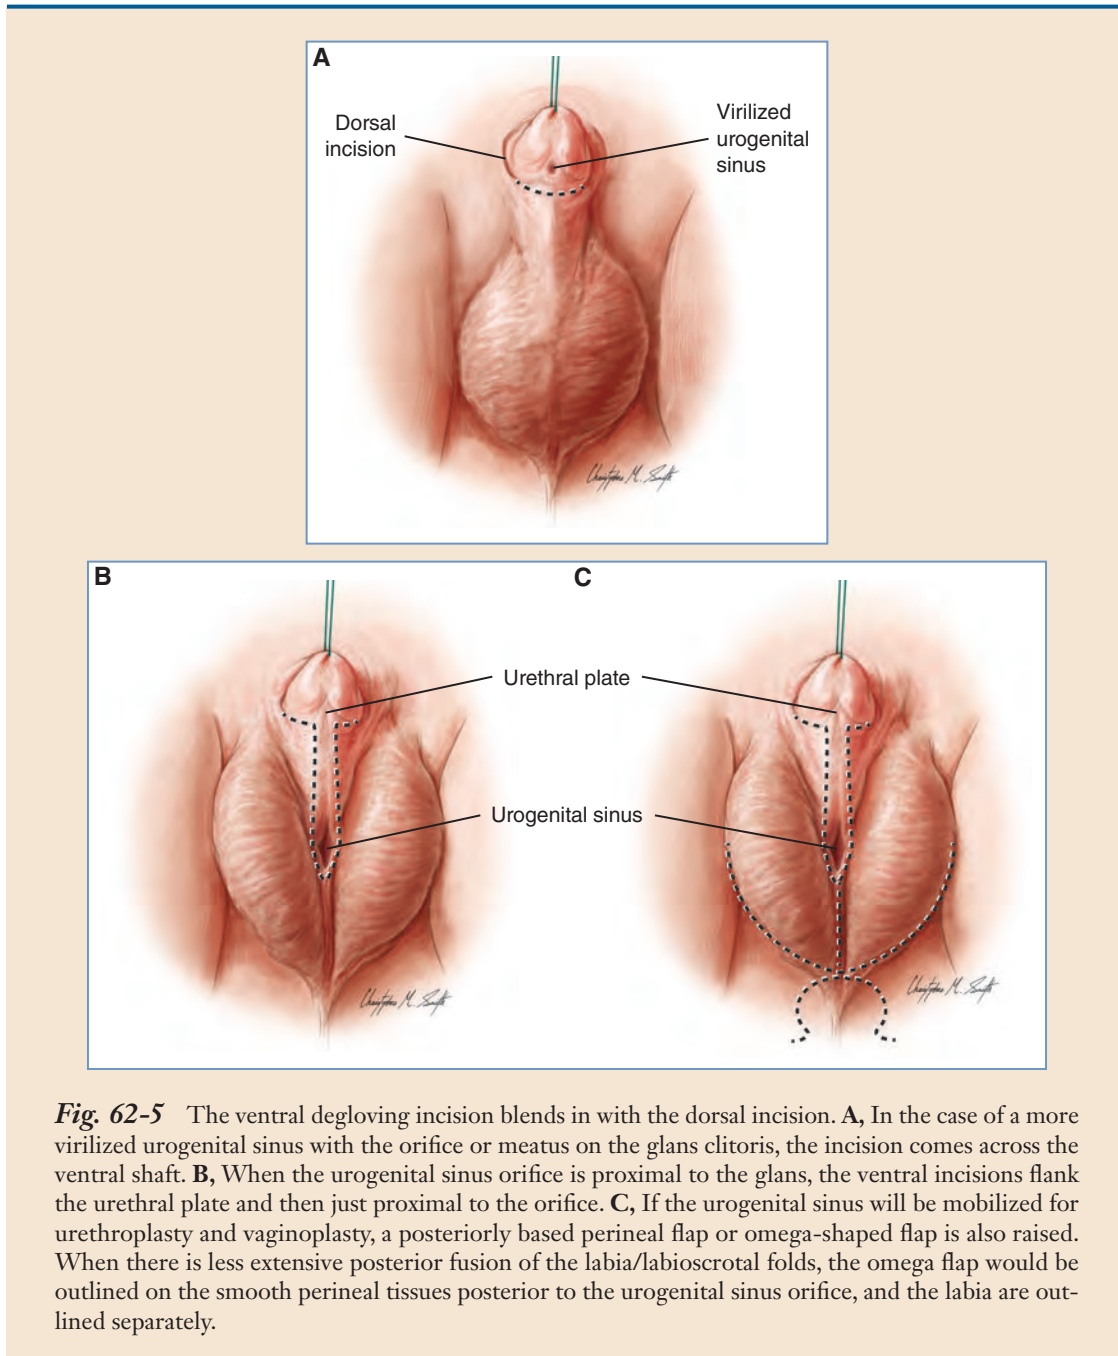 A
Dorsal
incision
Virilized
urogenital
sinus
B
C
Urethral plate
Urogenital sinus
Fig. 62-5 The ventral degloving incision blends in with the dorsal incision. A, In the case of a more
virilized urogenital sinus with the orifice or meatus on the glans clitoris, the incision comes across the
ventral shaft. B, When the urogenital sinus orifice is proximal to the glans, the ventral incisions flank
the urethral plate and then just proximal to the orifice. C, If the urogenital sinus will be mobilized for
urethroplasty and vaginoplasty, a posteriorly based perineal flap or omega-shaped flap is also raised.
When there is less extensive posterior fusion of the labia/labioscrotal folds, the omega flap would be
outlined on the smooth perineal tissues posterior to the urogenital sinus orifice, and the labia are out-
lined separately.